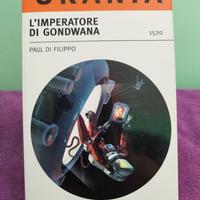 URANIA
L'IMPERATORE
DI GONDWANA
1520
PAUL DI FILIPPO